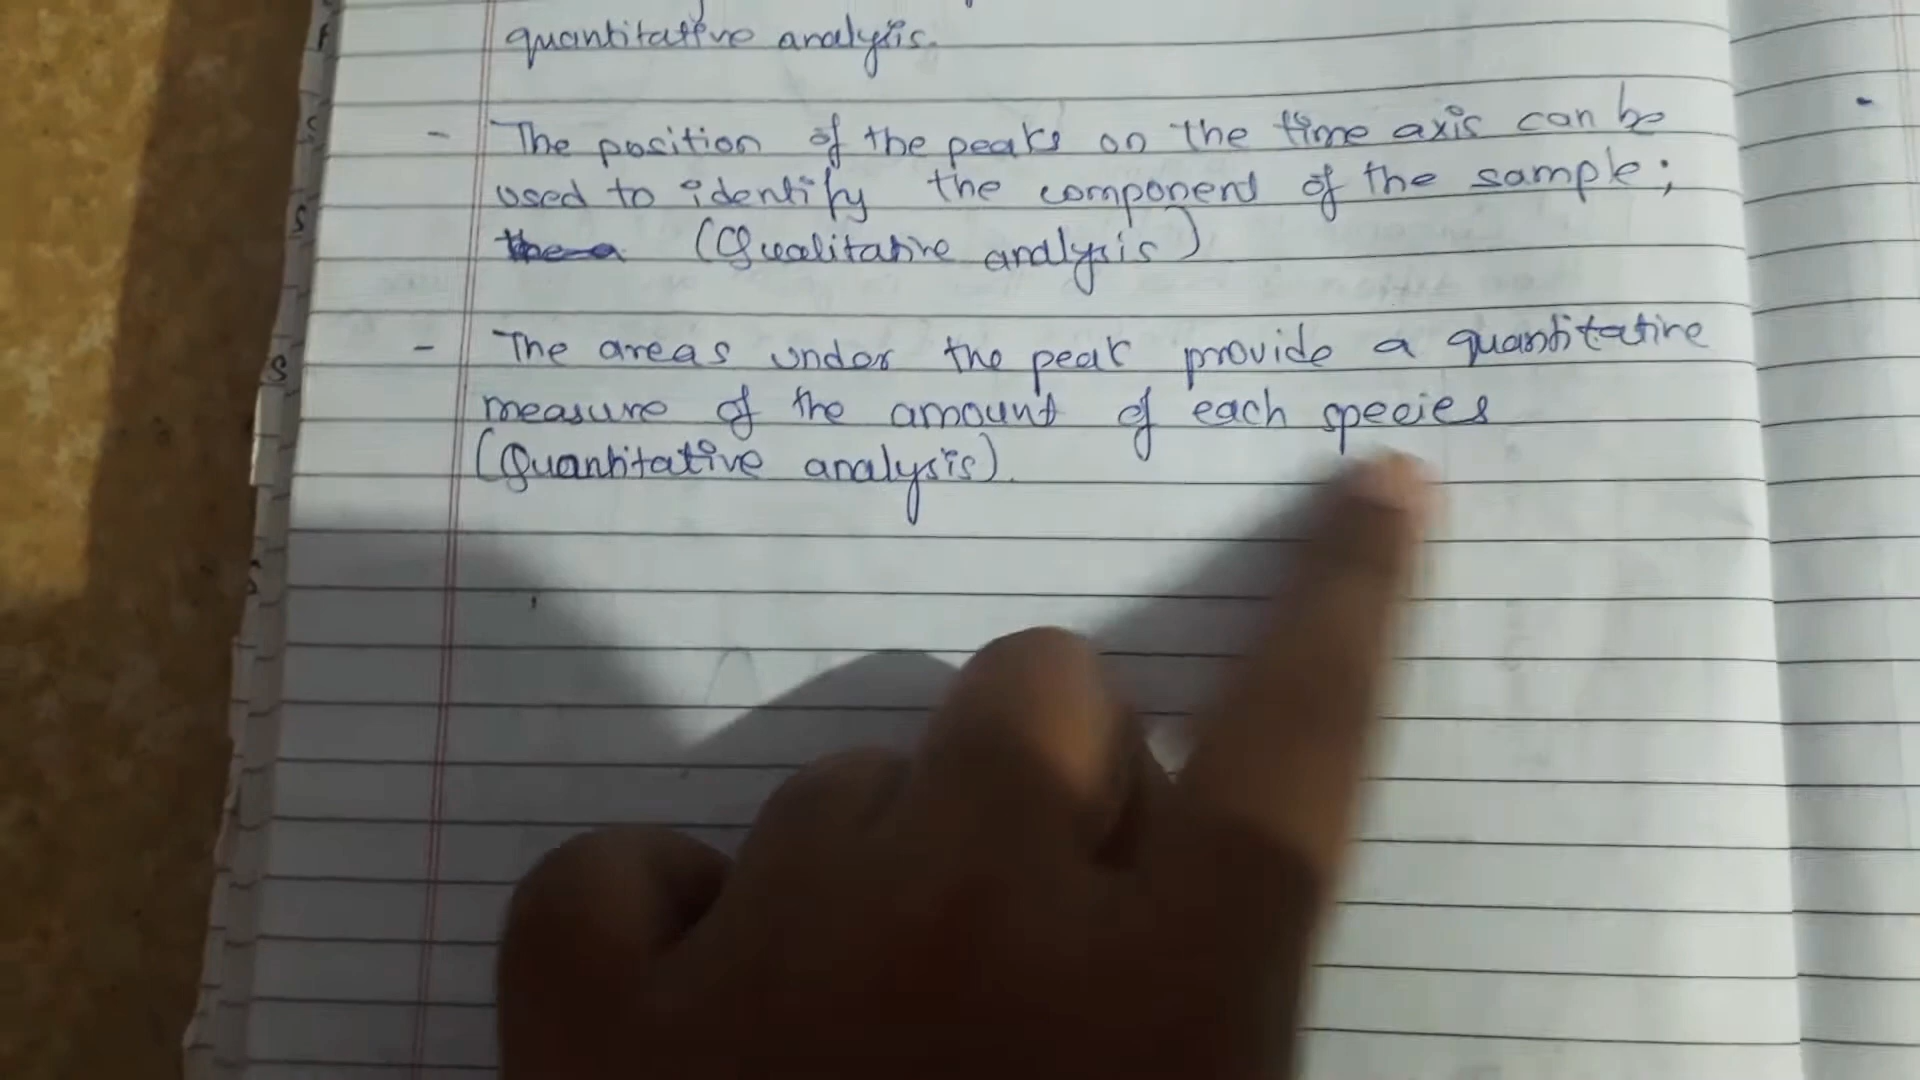 quantitative analysis.
- The position of the peaks on the time axis can be
used to identify the component of the sample;
(Qualitative analysis)
- The areas under the peak provide a quantitative
measure of the amount of each species
(Quantitative analysis).